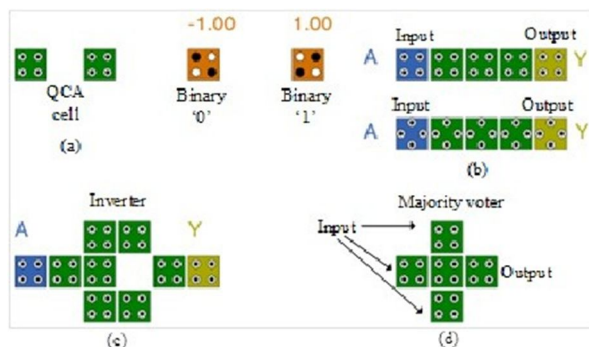 -1.00
1.00
QCA
cell
(a)
Binary
‘0’
Binary
‘1’
Input
Output
A
Y
Input
Output
A
Y
(b)
Inverter
A
Y
(c)
Majority voter
Input
Output
(d)